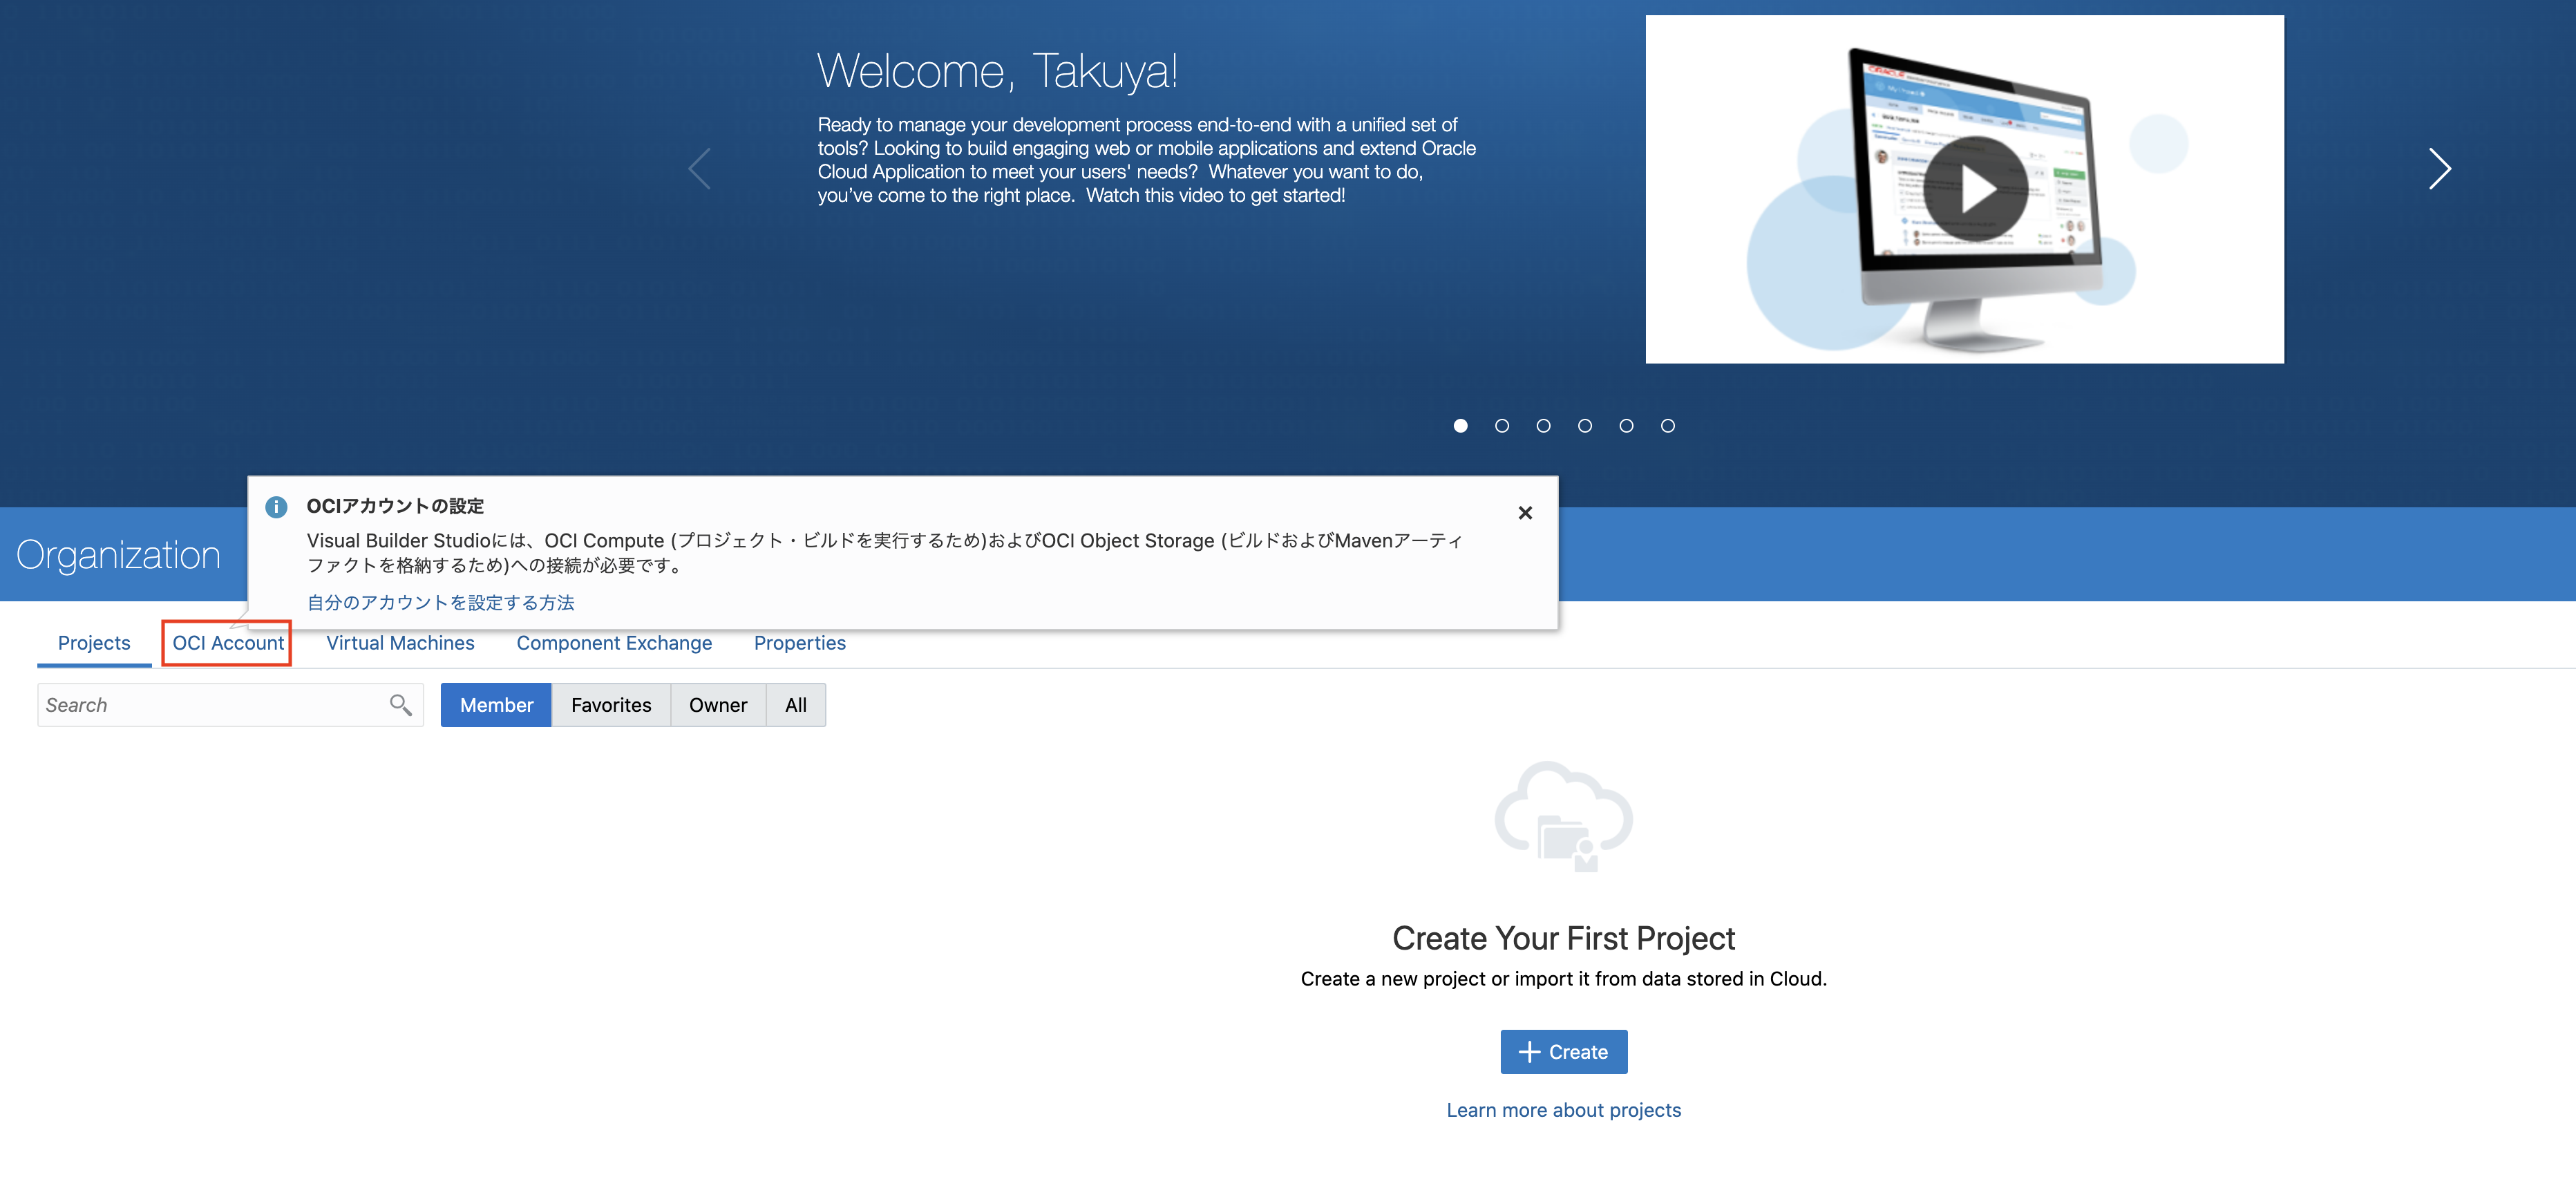 Welcome, Takuya!
Ready to manage your development process end-to-end with a unified set of
tools? Looking to build engaging web or mobile applications and extend Oracle
Cloud Application to meet your users' needs?  Whatever you want to do,
you've come to the right place.  Watch this video to get started!
ORACLE
OCIアカウントの設定
Visual Builder Studioには、OCI Compute (プロジェクト・ビルドを実行するため)およびOCI Object Storage (ビルドおよびMavenアーティ
ファクトを格納するため)への接続が必要です。
自分のアカウントを設定する方法
Organization
Projects OCI Account Virtual Machines Component Exchange Properties
Search Member Favorites Owner All
Create Your First Project
Create a new project or import it from data stored in Cloud.
Create
Learn more about projects